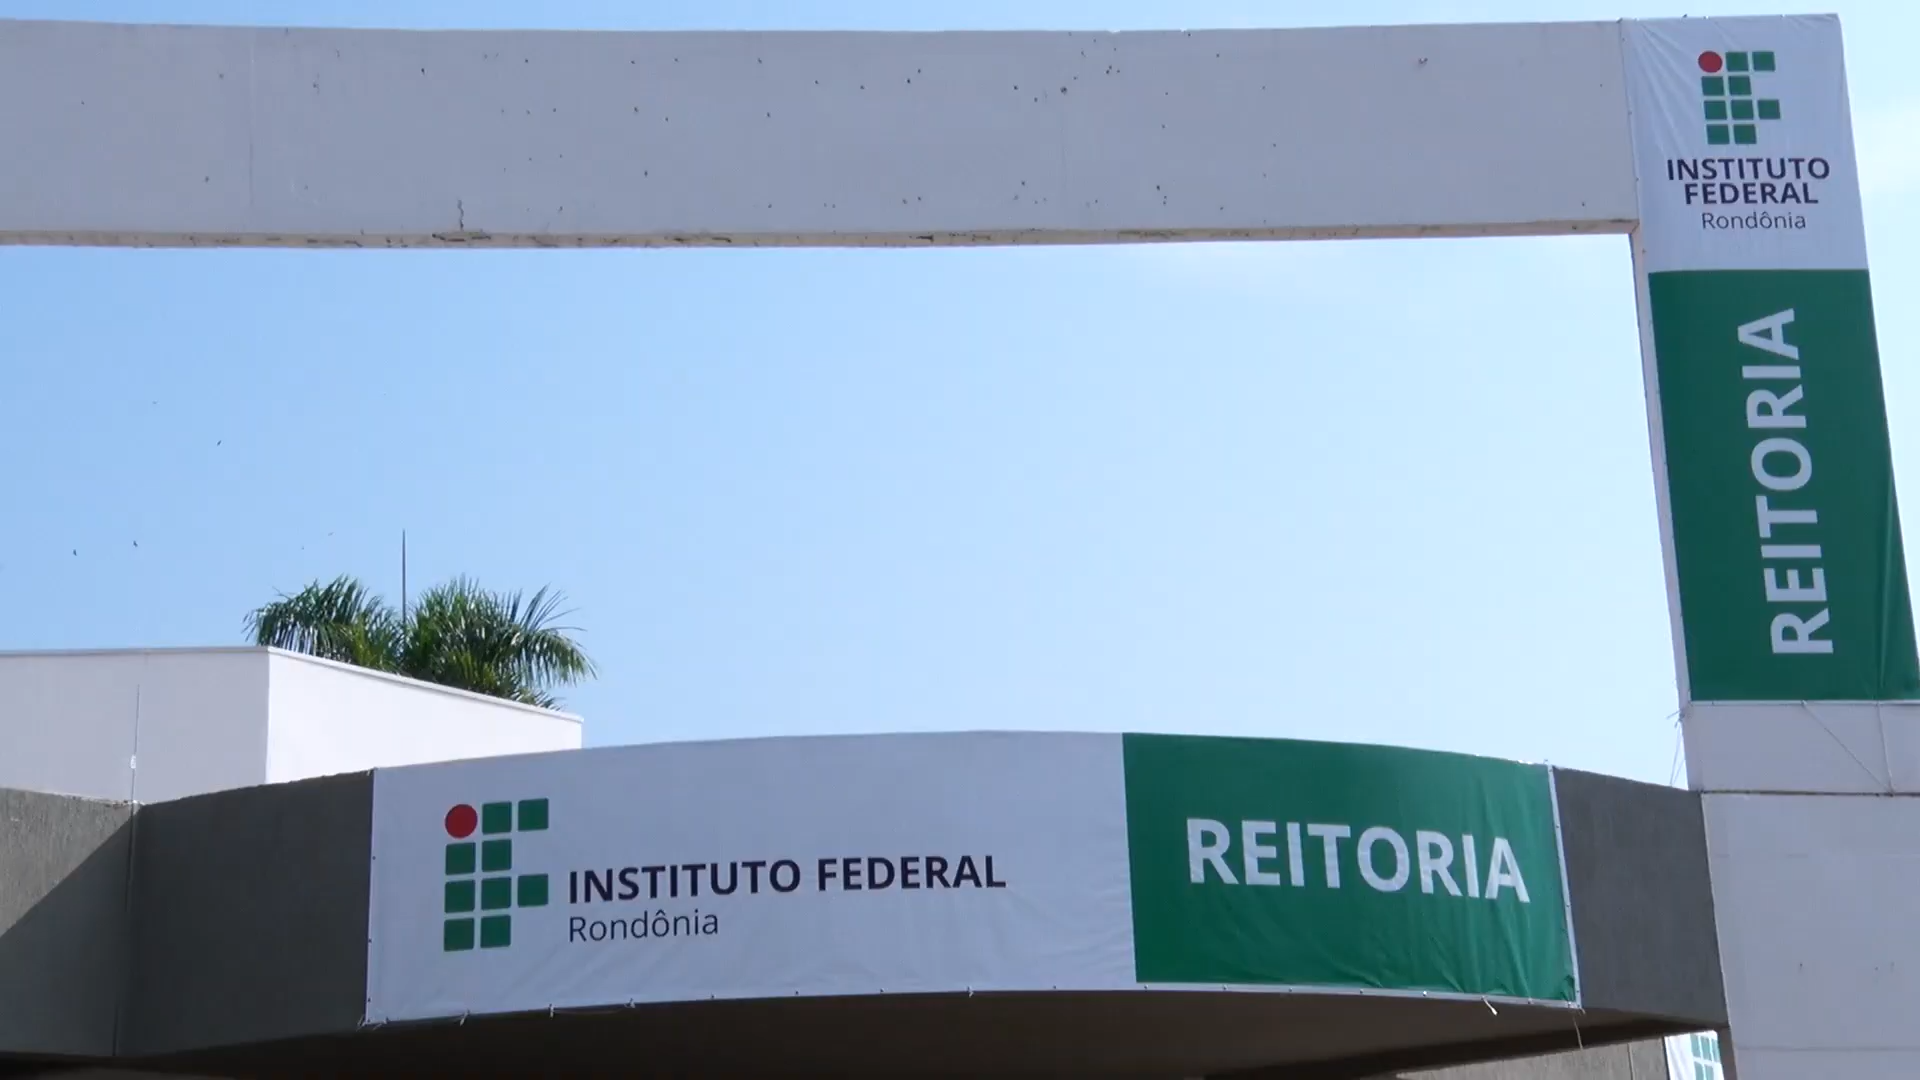 INSTITUTO
FEDERAL
Rondônia
REITORIA
INSTITUTO FEDERAL
Rondônia
REITORIA